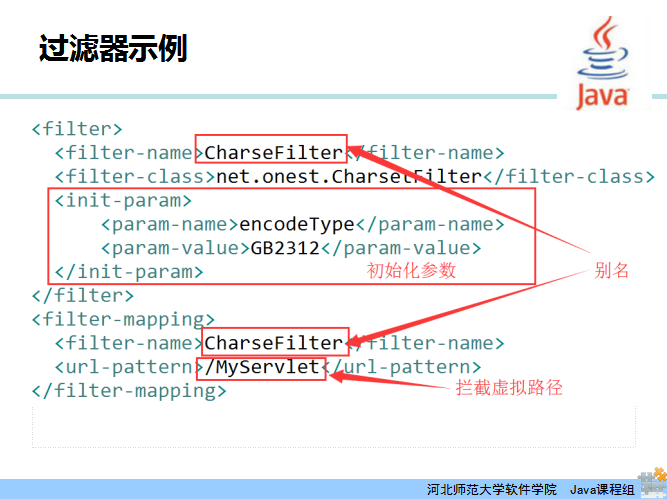 过滤器示例
Java
<filter>
<filter-name>CharseFilter</filter-name>
<filter-class>net.onest.CharsetFilter</filter-class>
<init-param>
<param-name>encodeType</param-name>
<param-value>GB2312</param-value>
</init-param> 初始化参数
别名
</filter>
<filter-mapping>
<filter-name>CharseFilter</filter-name>
<url-pattern>/MyServlet</url-pattern>
拦截虚拟路径
</filter-mapping>
河北师范大学软件学院 Java课程组